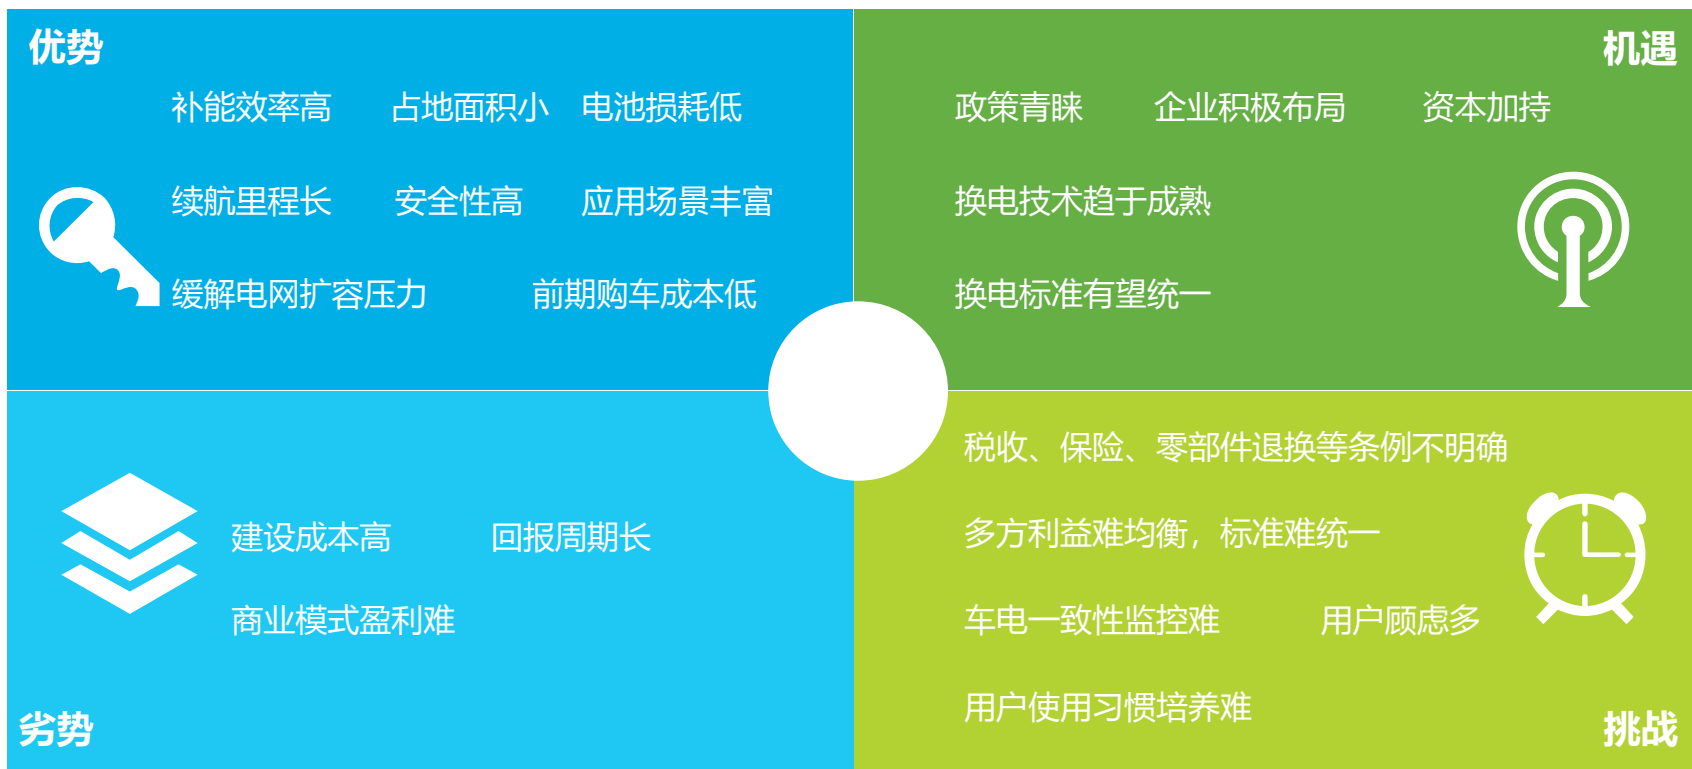 优势
补能效率高 占地面积小 电池损耗低
续航里程长 安全性高 应用场景丰富
缓解电网扩容压力 前期购车成本低
机遇
政策青睐 企业积极布局 资本加持
换电技术趋于成熟
换电标准有望统一
建设成本高 回报周期长
商业模式盈利难
劣势
税收、保险、零部件退换等条例不明确
多方利益难均衡，标准难统一
车电一致性监控难 用户顾虑多
用户使用习惯培养难
挑战